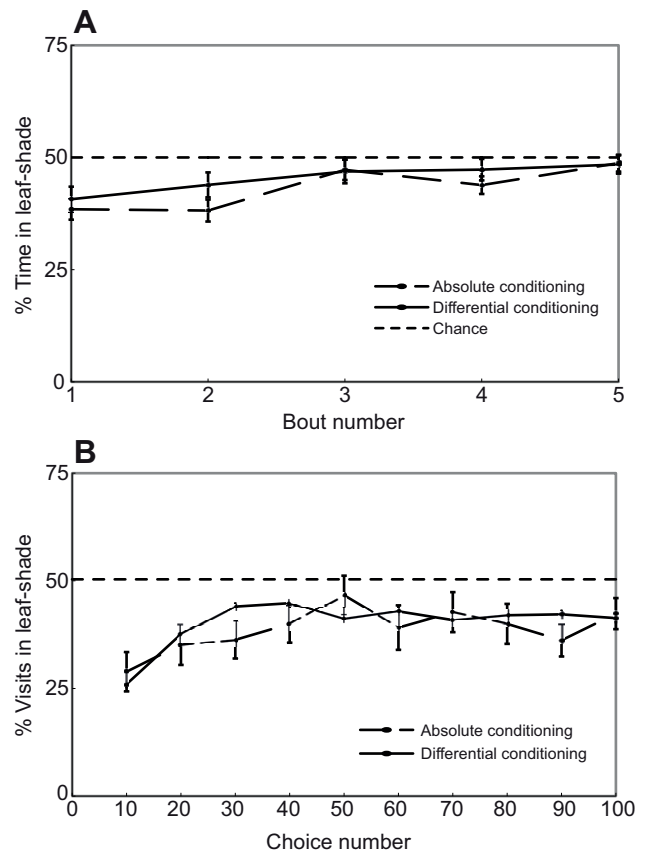 A
75
50
25
0
% Time in leaf-shade
Absolute conditioning
Differential conditioning
Chance
1 2 3 4 5
Bout number
B
75
50
25
0
% Visits in leaf-shade
Absolute conditioning
Differential conditioning
0 10 20 30 40 50 60 70 80 90 100
Choice number